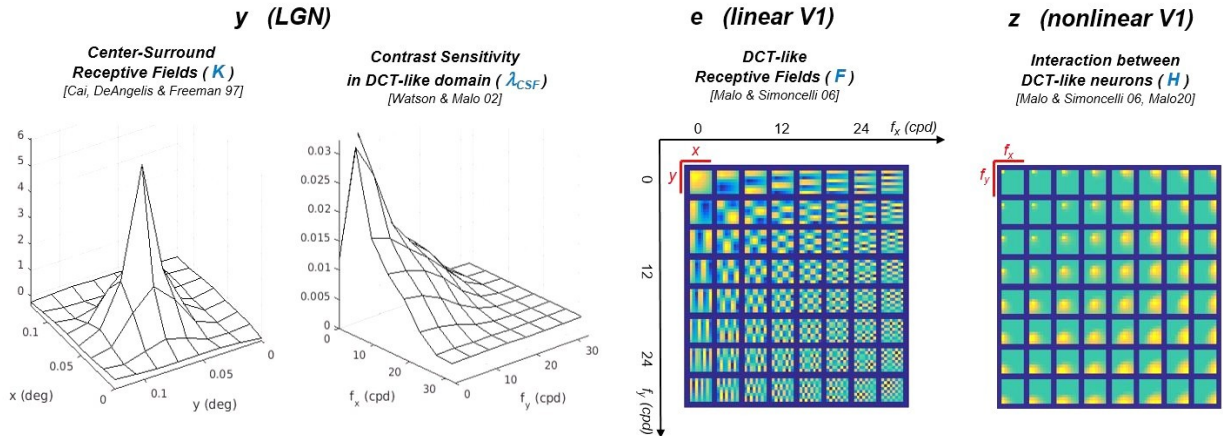 y (LGN)
Center-Surround
Receptive Fields ( K )
[Cai, DeAngelis & Freeman 97]
6
5
4
3
2
1
0
0.1
0.05
0
x (deg)
0.1
0.05
0
y (deg)
Contrast Sensitivity
in DCT-like domain ( λCSF )
[Watson & Malo 02]
0.03
0.025
0.02
0.015
0.01
0.005
0
0
10
20
30
fx (cpd)
0
10
20
30
fy (cpd)
e (linear V1)
DCT-like
Receptive Fields ( F )
[Malo & Simoncelli 06]
0 12 24 fx (cpd)
x
y
0
12
24
fy (cpd)
z (nonlinear V1)
Interaction between
DCT-like neurons ( H )
[Malo & Simoncelli 06, Malo20]
fx
fy